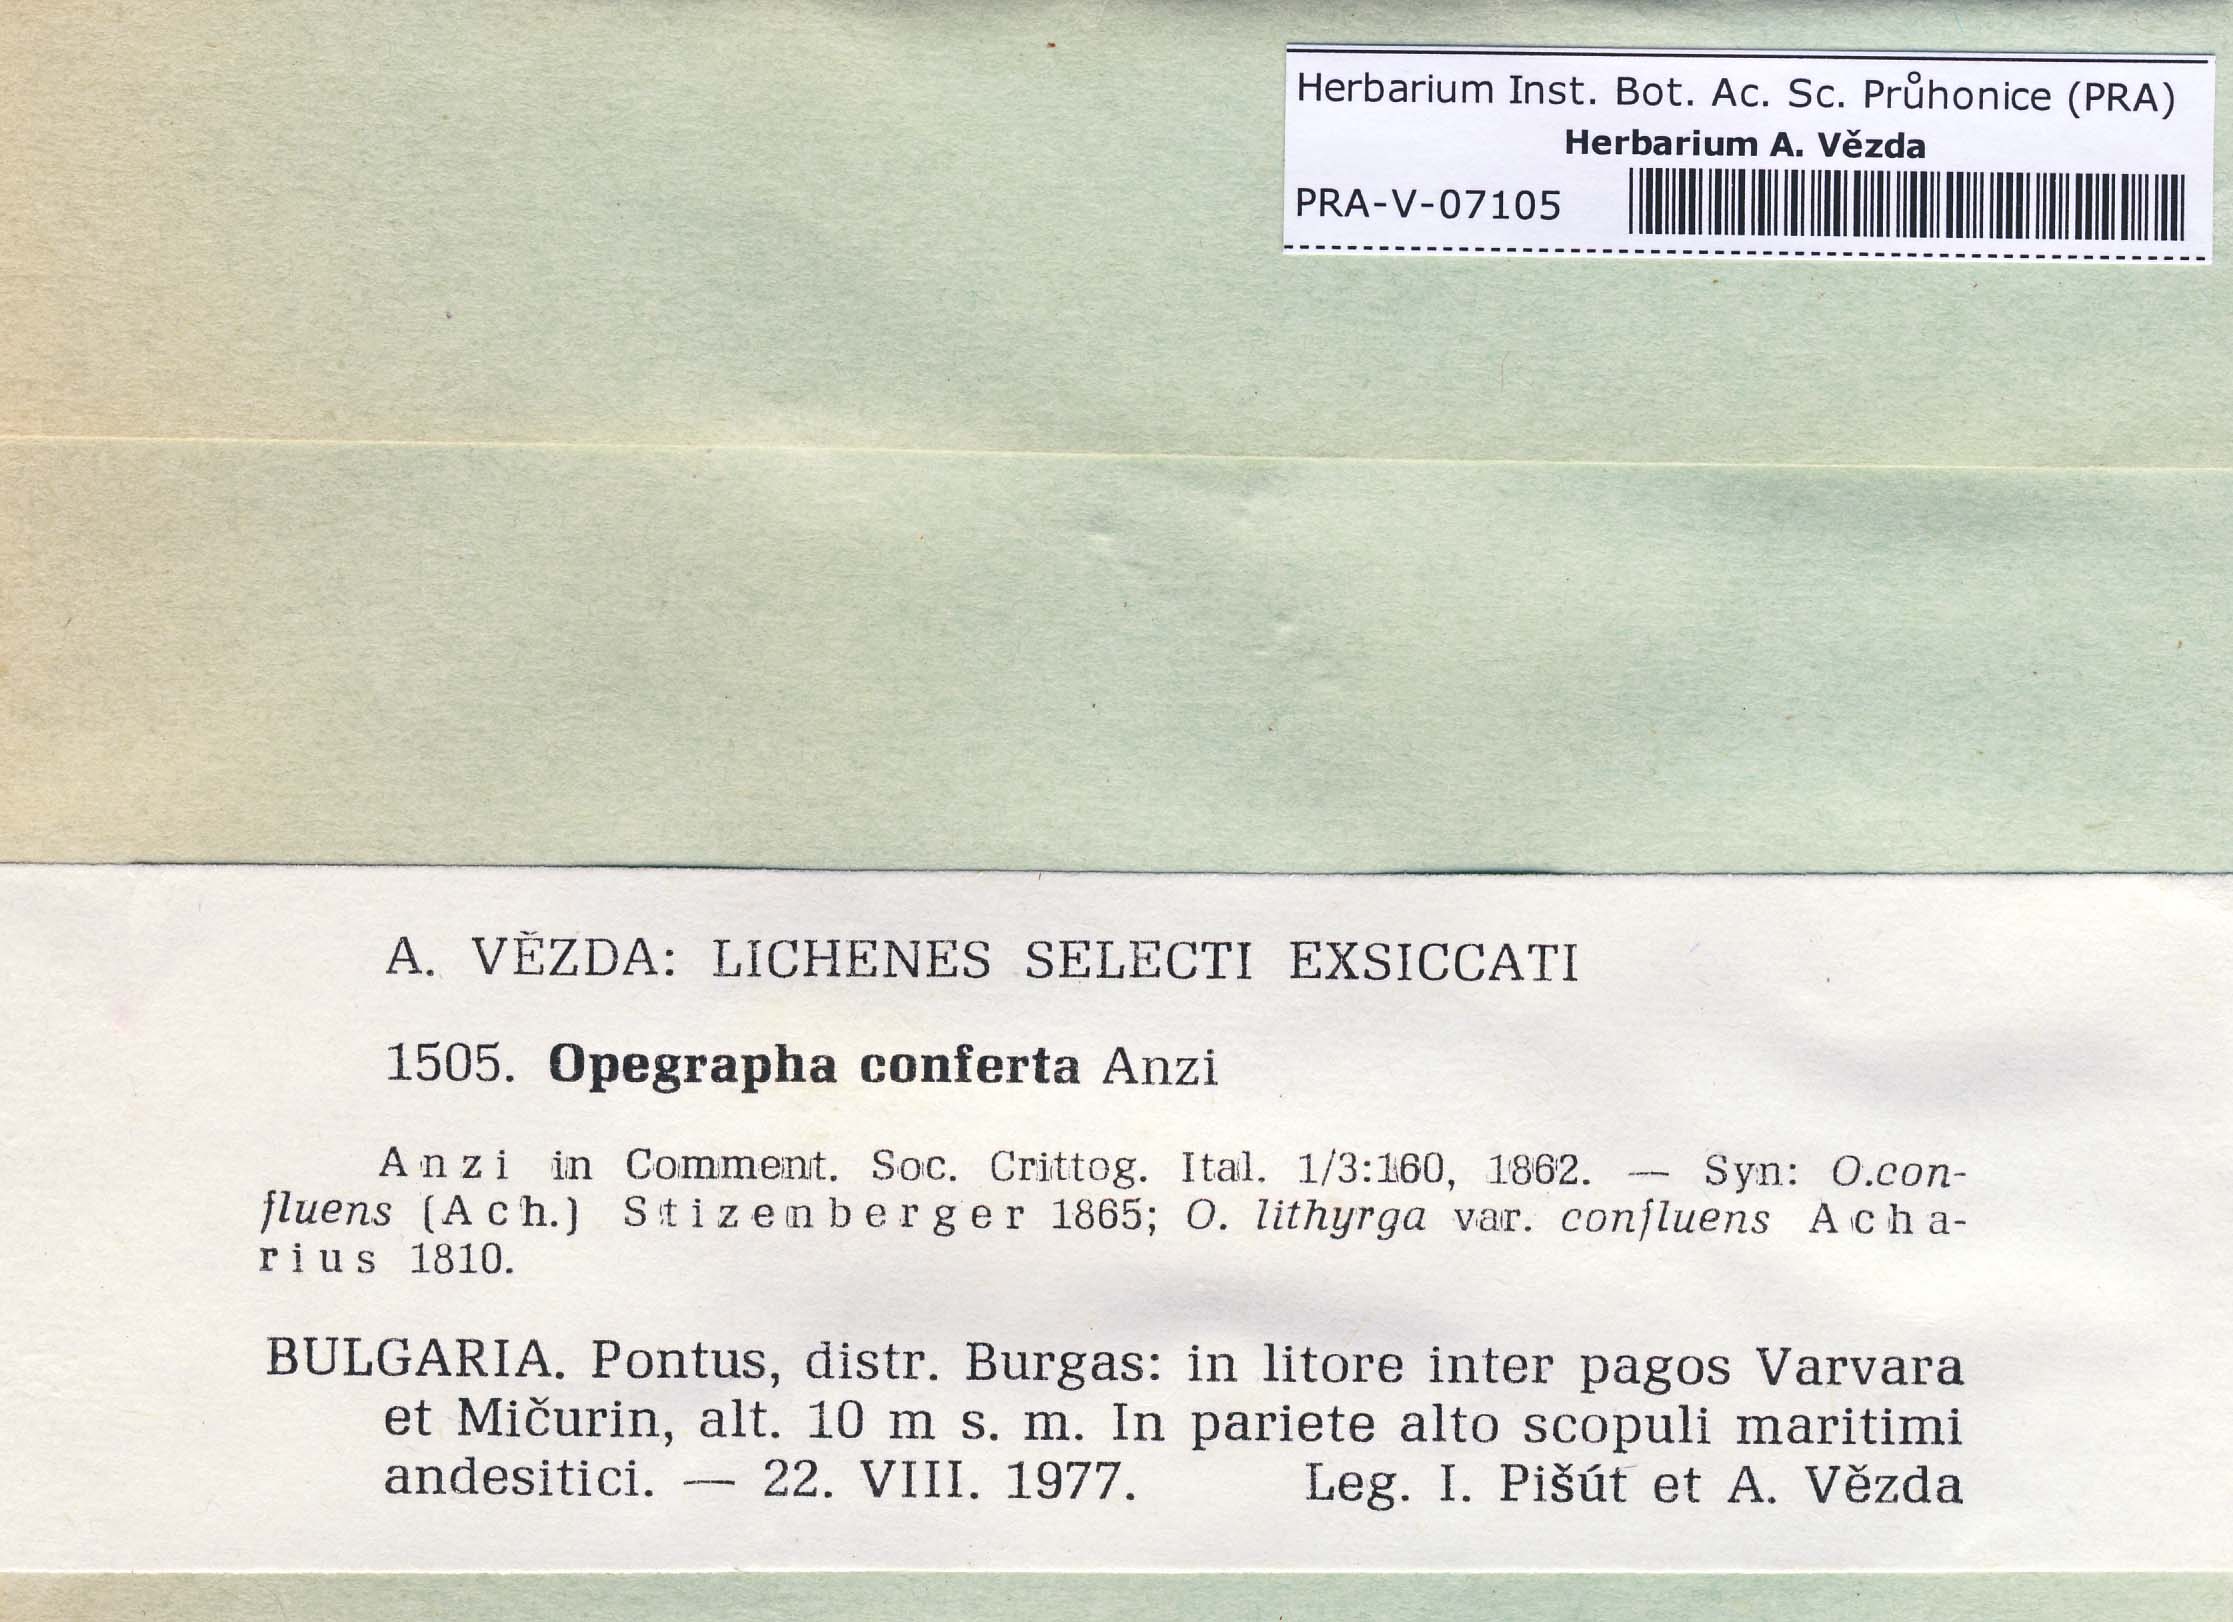 Herbarium Inst. Bot. Ac. Sc. Průhonice (PRA)
Herbarium A. Vězda
PRA-V-07105
A. VĚZDA: LICHENES SELECTI EXSICCATI
1505. Opegrapha conferta Anzi
Anzi in Comment. Soc. Crittog. Ital. 1/3:160, 1862. — Syn: O.con-
fluens (Ach.) Stizenberger 1865; O. lithyrga var. confluens Acha-
rius 1810.
BULGARIA. Pontus, distr. Burgas: in litore inter pagos Varvara
et Mičurin, alt. 10 m s. m. In pariete alto scopuli maritimi
andesitici. — 22. VIII. 1977. Leg. I. Pišút et A. Vězda